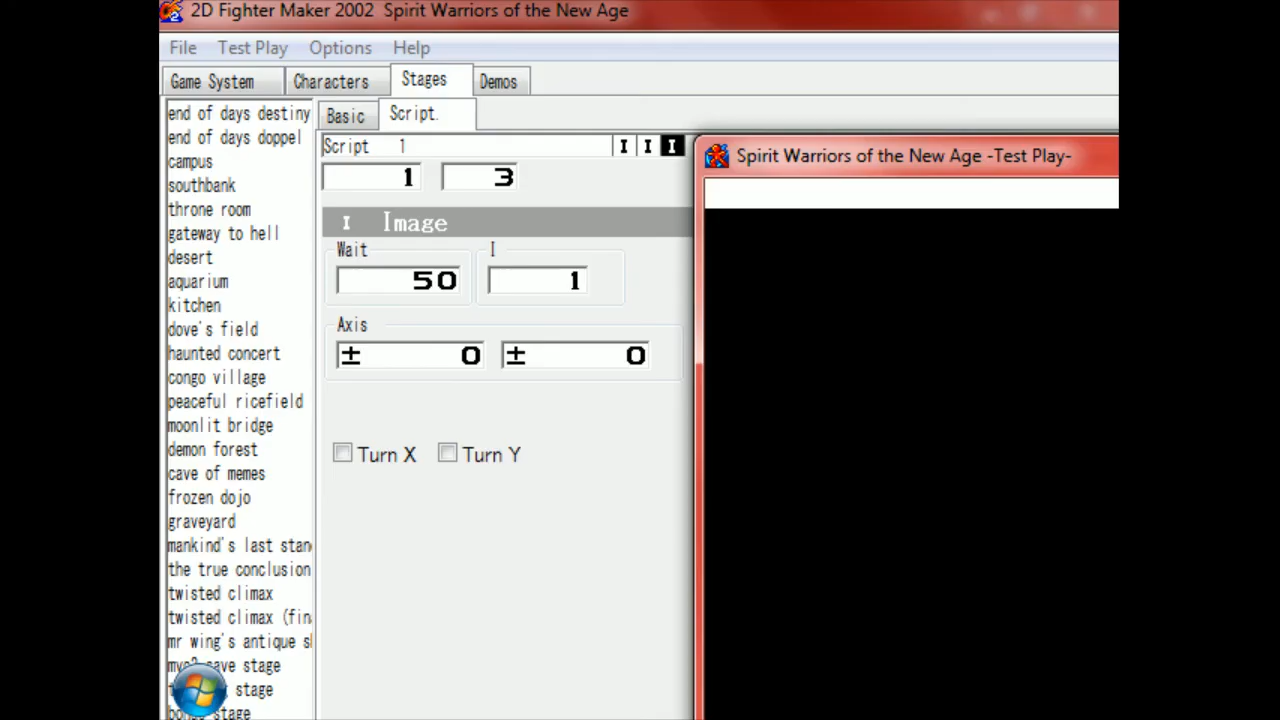 2D Fighter Maker 2002 Spirit Warriors of the New Age
File Test Play Options Help
Game System Characters Stages Demos
end of days destiny
end of days doppel
campus
southbank
throne room
gateway to hell
desert
aquarium
kitchen
dove's field
haunted concert
congo village
peaceful ricefield
moonlit bridge
demon forest
cave of memes
frozen dojo
graveyard
mankind's last stan
the true conclusion
twisted climax
twisted climax (fin
mr wing's antique s
save stage
stage
stage
Basic Script.
Script 1 I I I
1 3
I Image
Wait I
50 1
Axis
± 0 ± 0
Turn X Turn Y
Spirit Warriors of the New Age -Test Play-